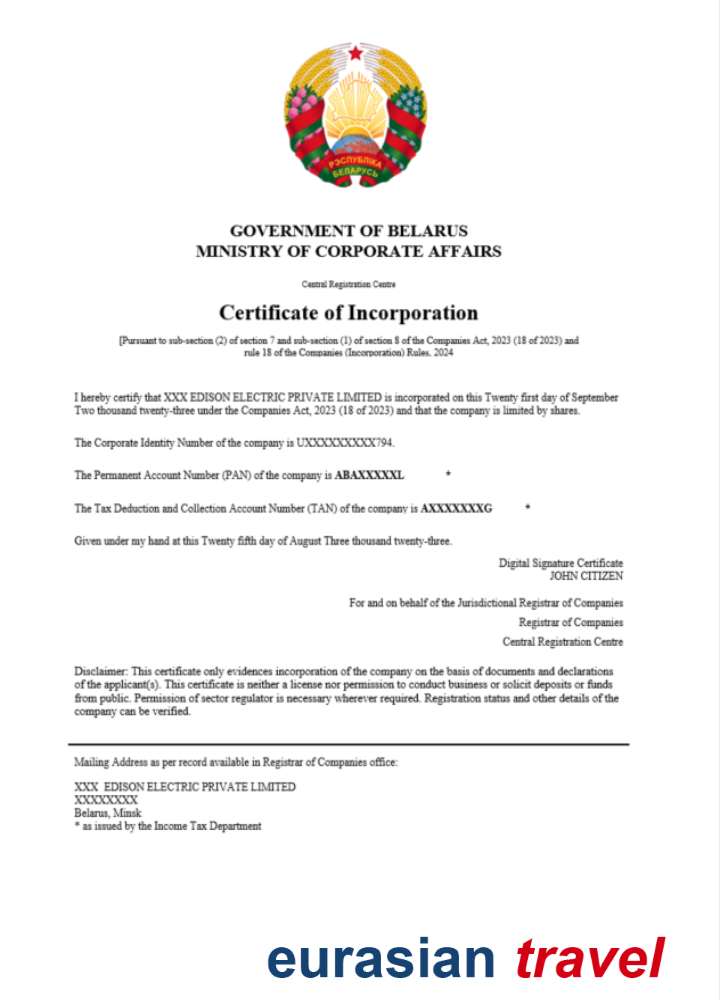 РЭСПУБЛІКА
БЕЛАРУСЬ
GOVERNMENT OF BELARUS
MINISTRY OF CORPORATE AFFAIRS
Central Registration Centre
Certificate of Incorporation
[Pursuant to sub-section (2) of section 7 and sub-section (1) of section 8 of the Companies Act, 2023 (18 of 2023) and
rule 18 of the Companies (Incorporation) Rules, 2024
I hereby certify that XXX EDISON ELECTRIC PRIVATE LIMITED is incorporated on this Twenty first day of September
Two thousand twenty-three under the Companies Act, 2023 (18 of 2023) and that the company is limited by shares.
The Corporate Identity Number of the company is UXXXXXXXXX?94.
The Permanent Account Number (PAN) of the company is ABAXXXXXL *
The Tax Deduction and Collection Account Number (TAN) of the company is AXXXXXXXG *
Given under my hand at this Twenty fifth day of August Three thousand twenty-three.
Digital Signature Certificate
JOHN CITIZEN
For and on behalf of the Jurisdictional Registrar of Companies
Registrar of Companies
Central Registration Centre
Disclaimer: This certificate only evidences incorporation of the company on the basis of documents and declarations
of the applicant(s). This certificate is neither a license nor permission to conduct business or solicit deposits or funds
from public. Permission of sector regulator is necessary wherever required. Registration status and other details of the
company can be verified.
Mailing Address as per record available in Registrar of Companies office:
XXX EDISON ELECTRIC PRIVATE LIMITED
XXXXXXXX
Belarus, Minsk
* as issued by the Income Tax Department
eurasian travel